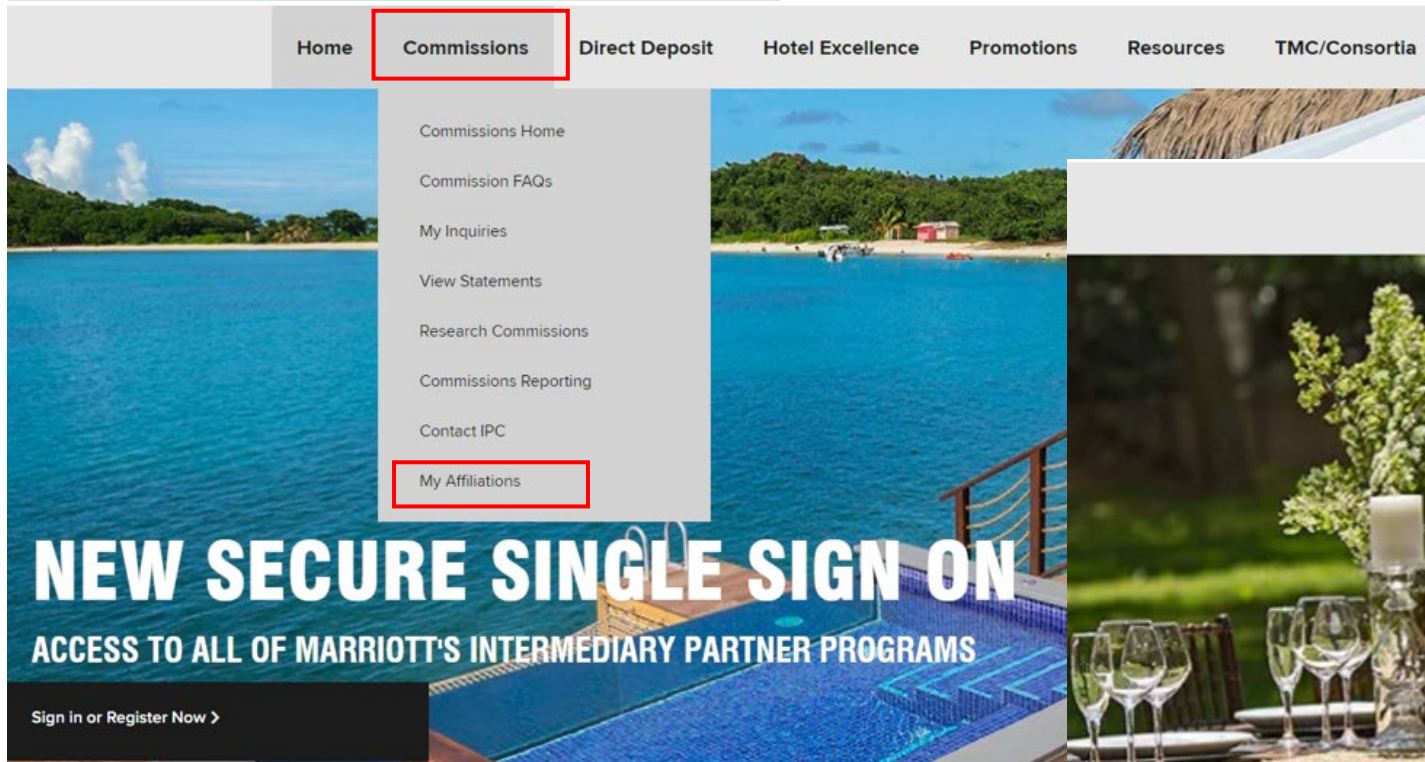 Home Commissions Direct Deposit Hotel Excellence Promotions Resources TMC/Consortia
Commissions Home
Commission FAQs
My Inquiries
View Statements
Research Commissions
Commissions Reporting
Contact IPC
My Affiliations
NEW SECURE SINGLE SIGN ON
ACCESS TO ALL OF MARRIOTT'S INTERMEDIARY PARTNER PROGRAMS
Sign in or Register Now >